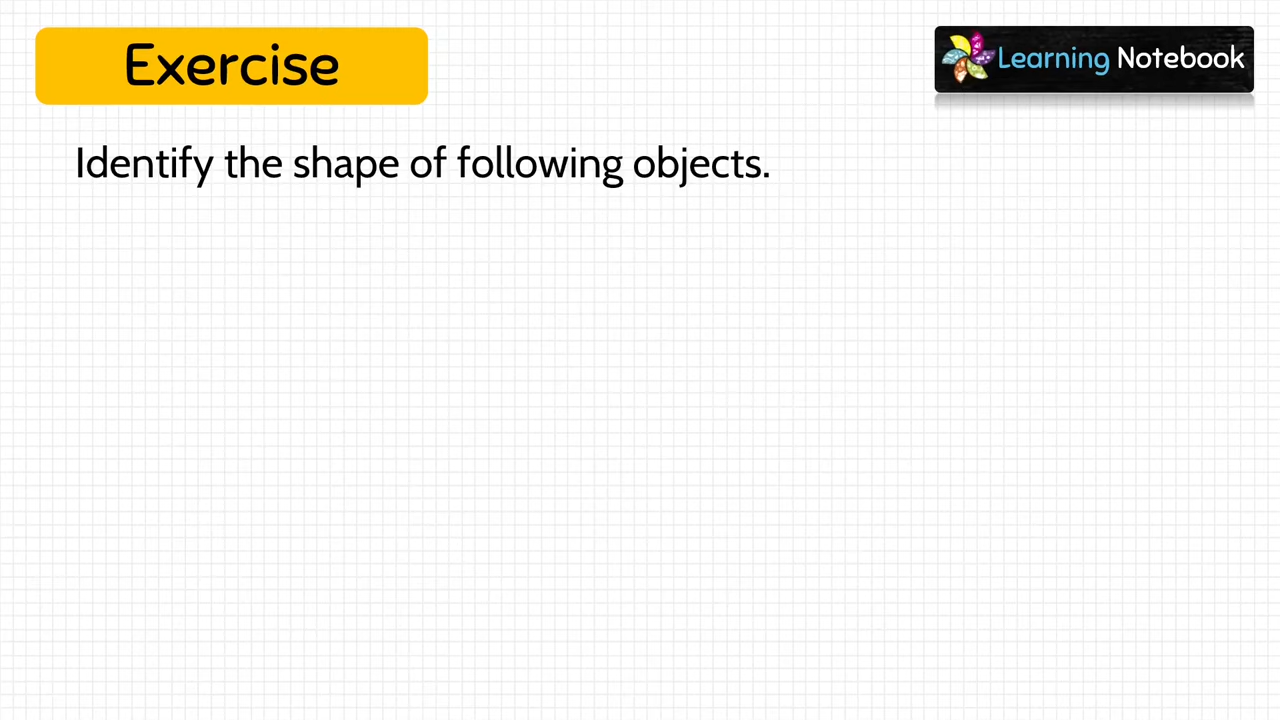 Exercise
Learning Notebook
Identify the shape of following objects.